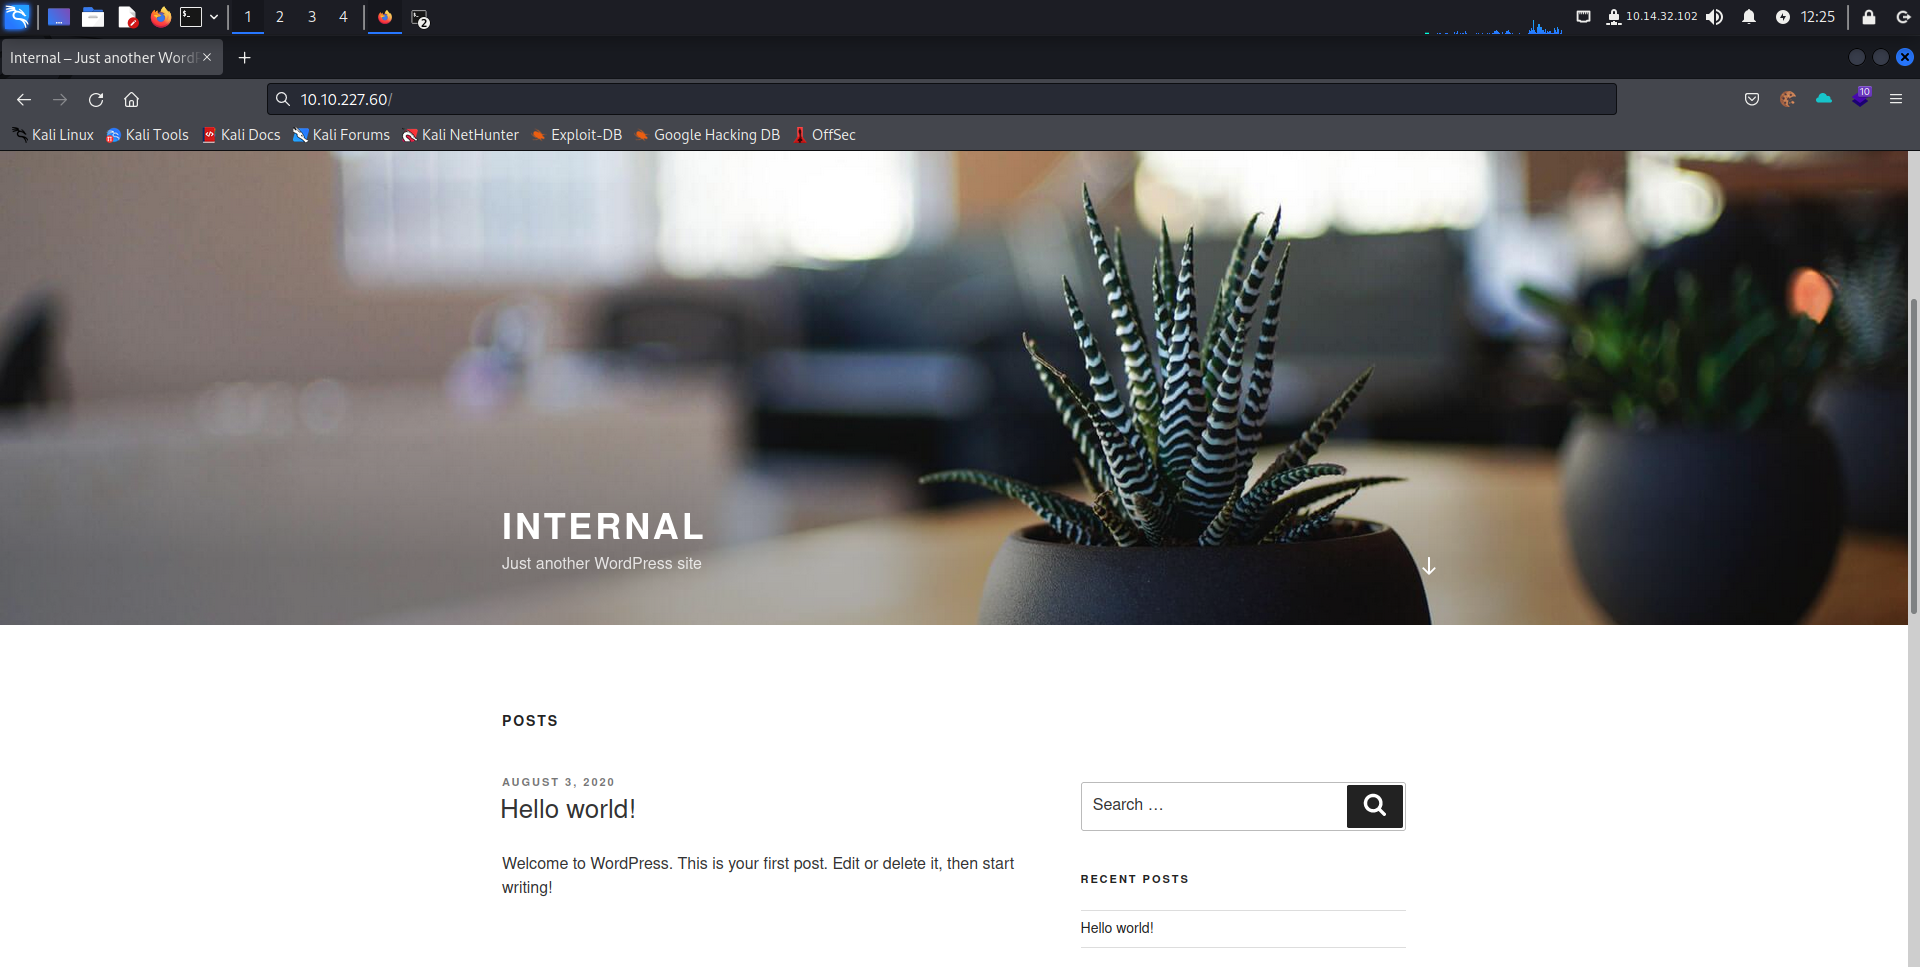 1 2 3 4 2 10.14.32.102 12:25
Internal – Just another WordP
10.10.227.60/ 10
Kali Linux Kali Tools Kali Docs Kali Forums Kali NetHunter Exploit-DB Google Hacking DB OffSec
INTERNAL
Just another WordPress site
POSTS
AUGUST 3, 2020
Hello world!
Welcome to WordPress. This is your first post. Edit or delete it, then start
writing!
Search …
RECENT POSTS
Hello world!